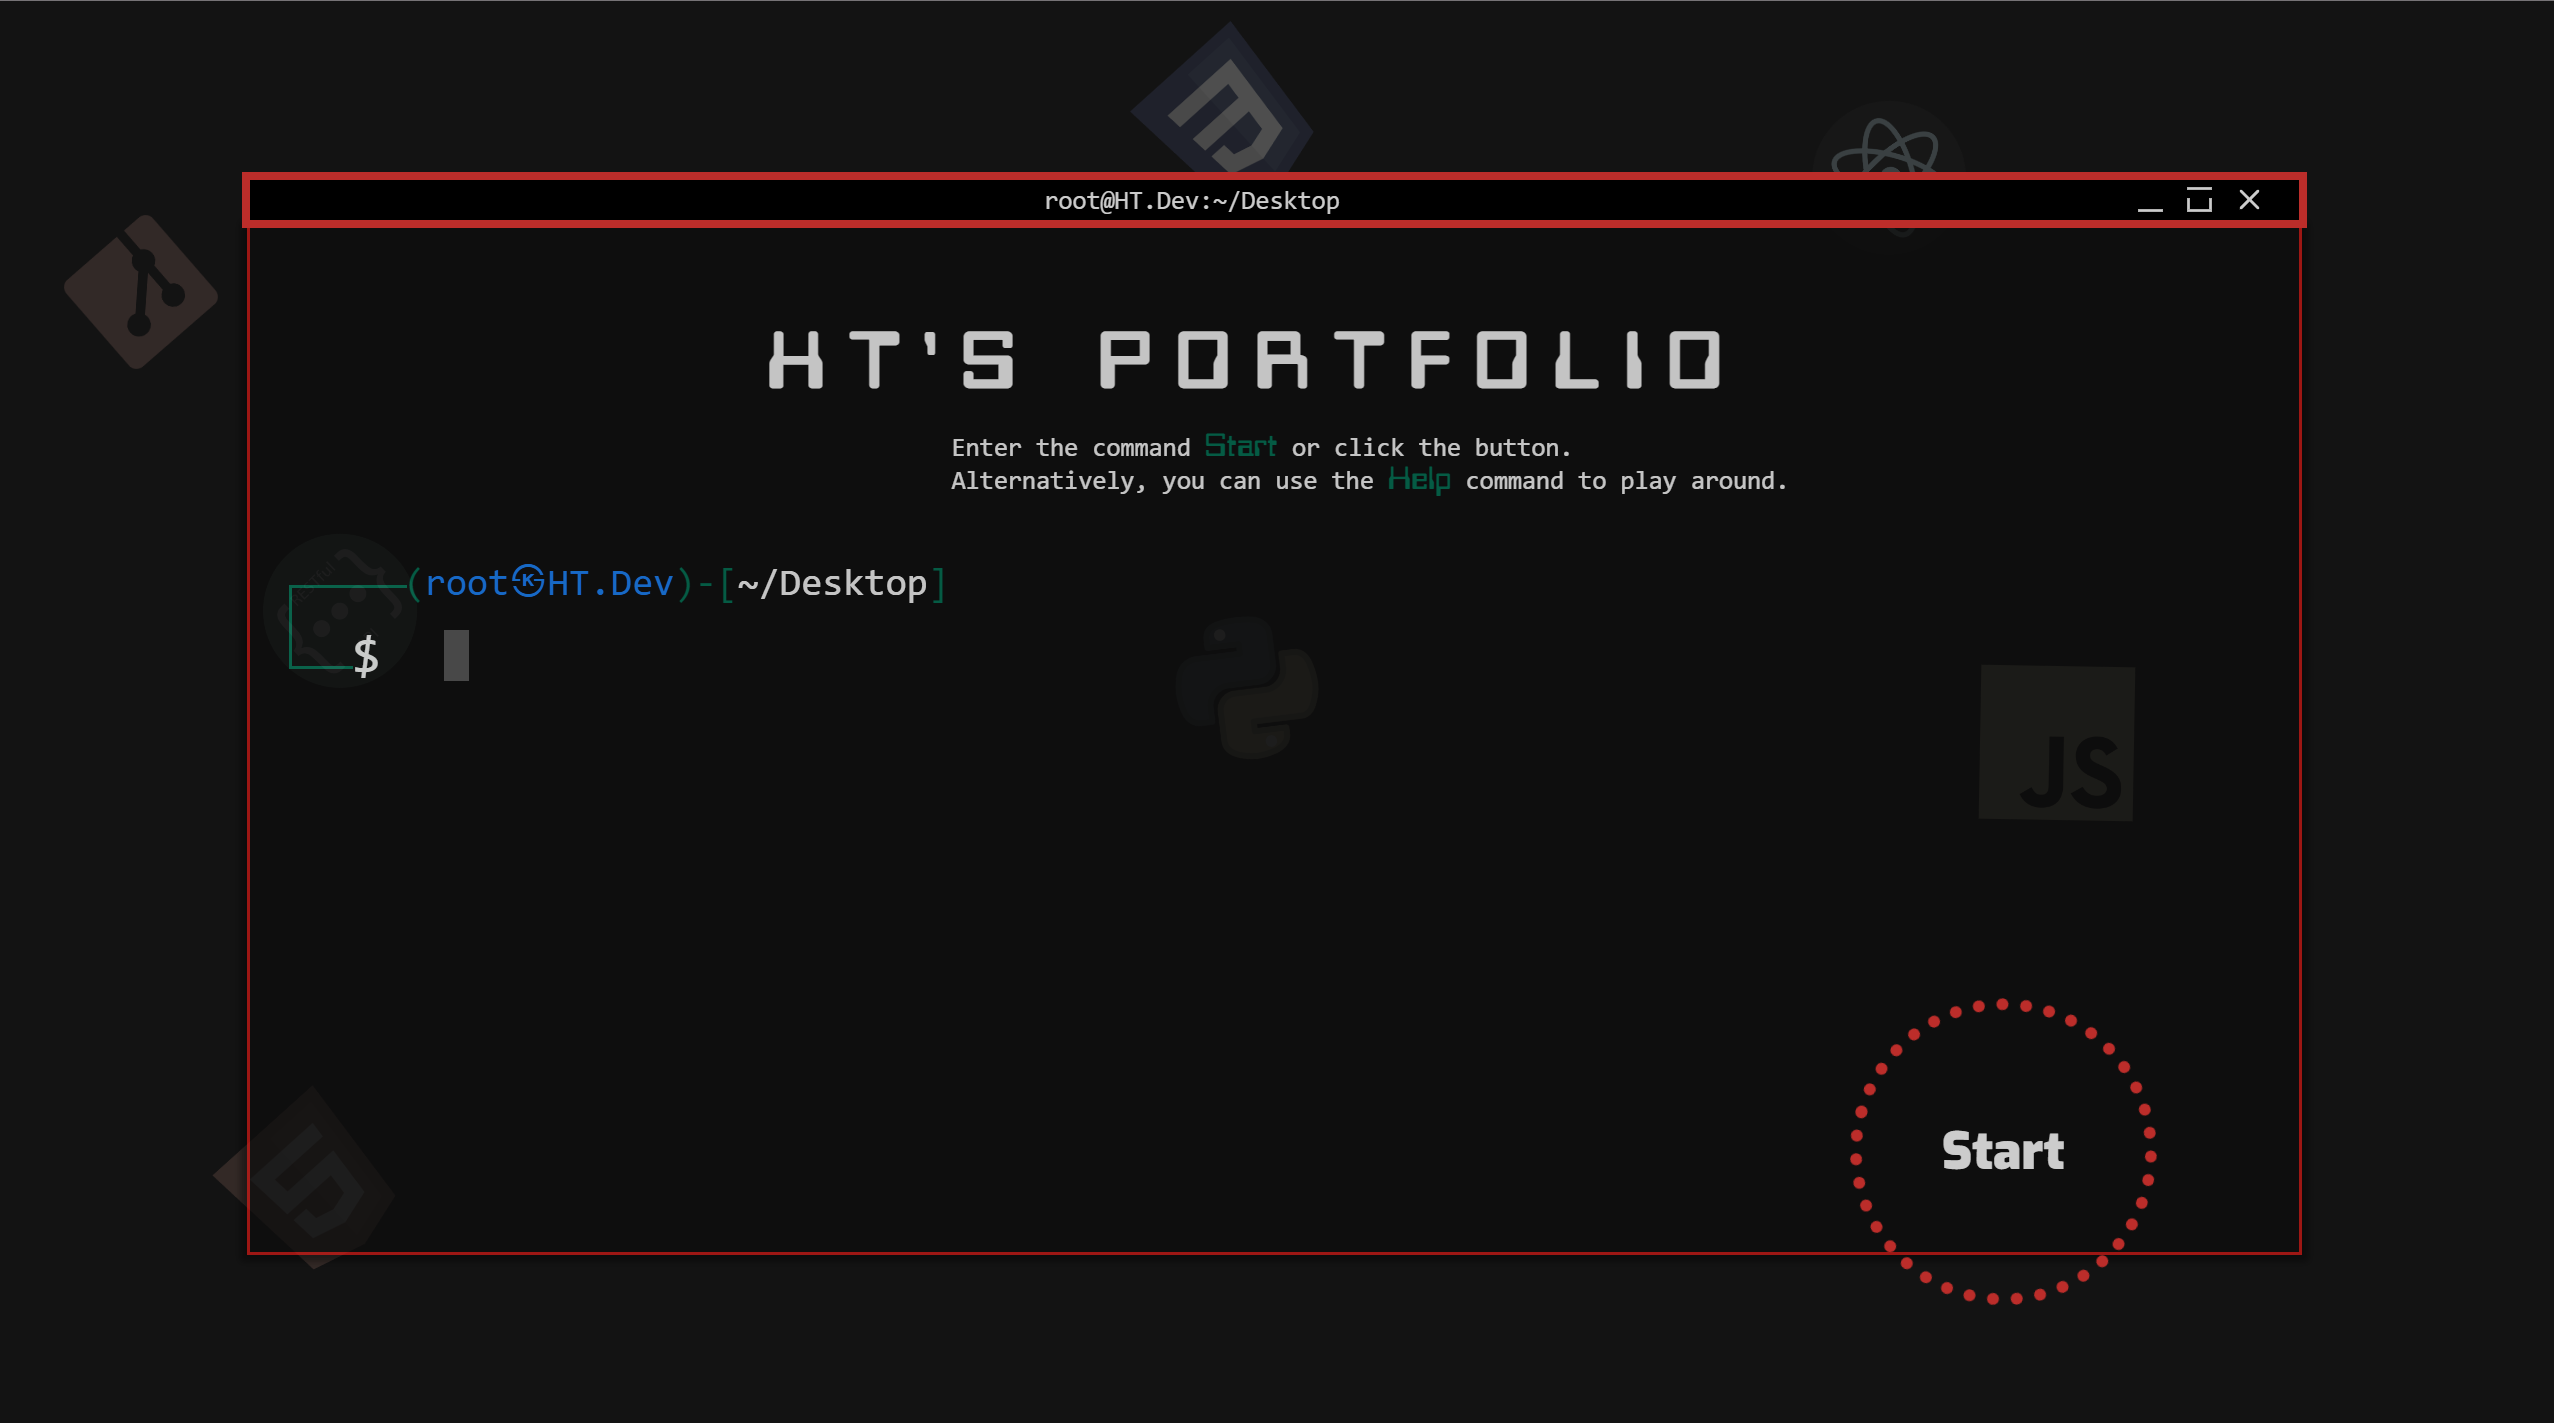 root@HT.Dev:~/Desktop
HT'S PORTFOLIO
Enter the command Start or click the button.
Alternatively, you can use the Help command to play around.
RESTful
(root㉿HT.Dev)-[~/Desktop]
$
JS
Start